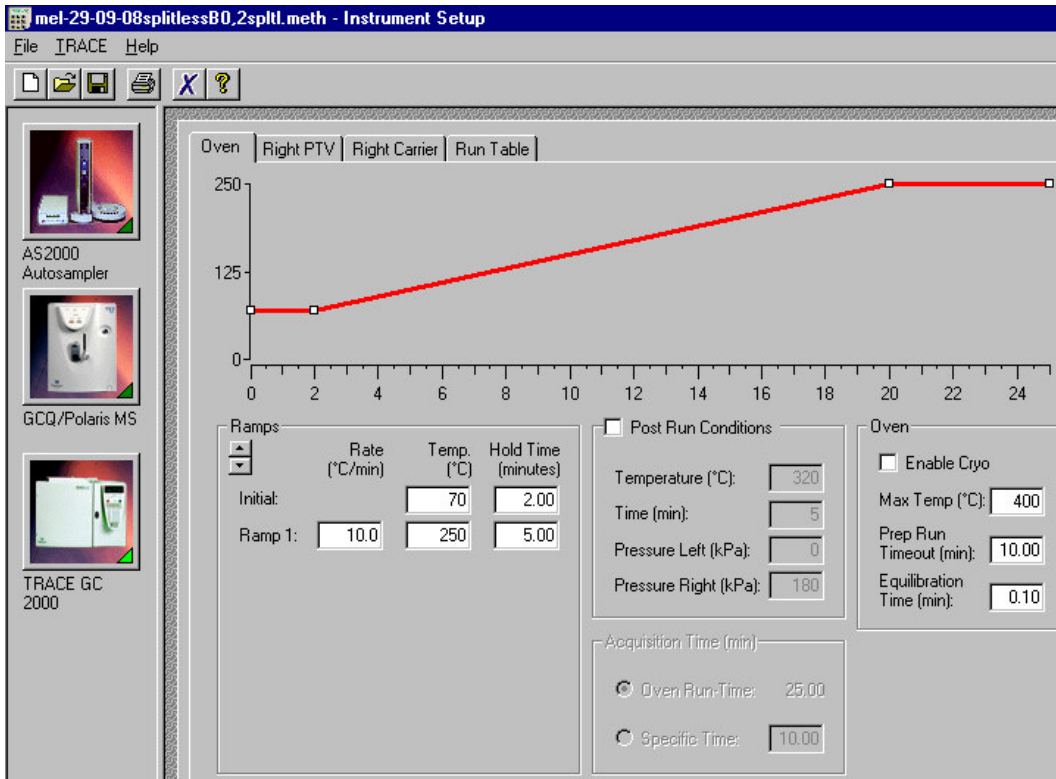 mel-29-09-08splitlessB0,2spltl.meth - Instrument Setup
File TRACE Help
Oven Right PTV Right Carrier Run Table
AS2000
Autosampler
GCQ/Polaris MS
TRACE GC
2000
250
125
0
0 2 4 6 8 10 12 14 16 18 20 22 24
Ramps
Rate Temp. Hold Time
(°C/min) (°C) (minutes)
Initial: 70 2.00
Ramp 1: 10.0 250 5.00
Post Run Conditions
Temperature (°C): 320
Time (min): 5
Pressure Left (kPa): 0
Pressure Right (kPa): 180
Acquisition Time (min)
Oven Run-Time: 25.00
Specific Time: 10.00
Oven
Enable Cryo
Max Temp (°C): 400
Prep Run
Timeout (min): 10.00
Equilibration
Time (min): 0.10